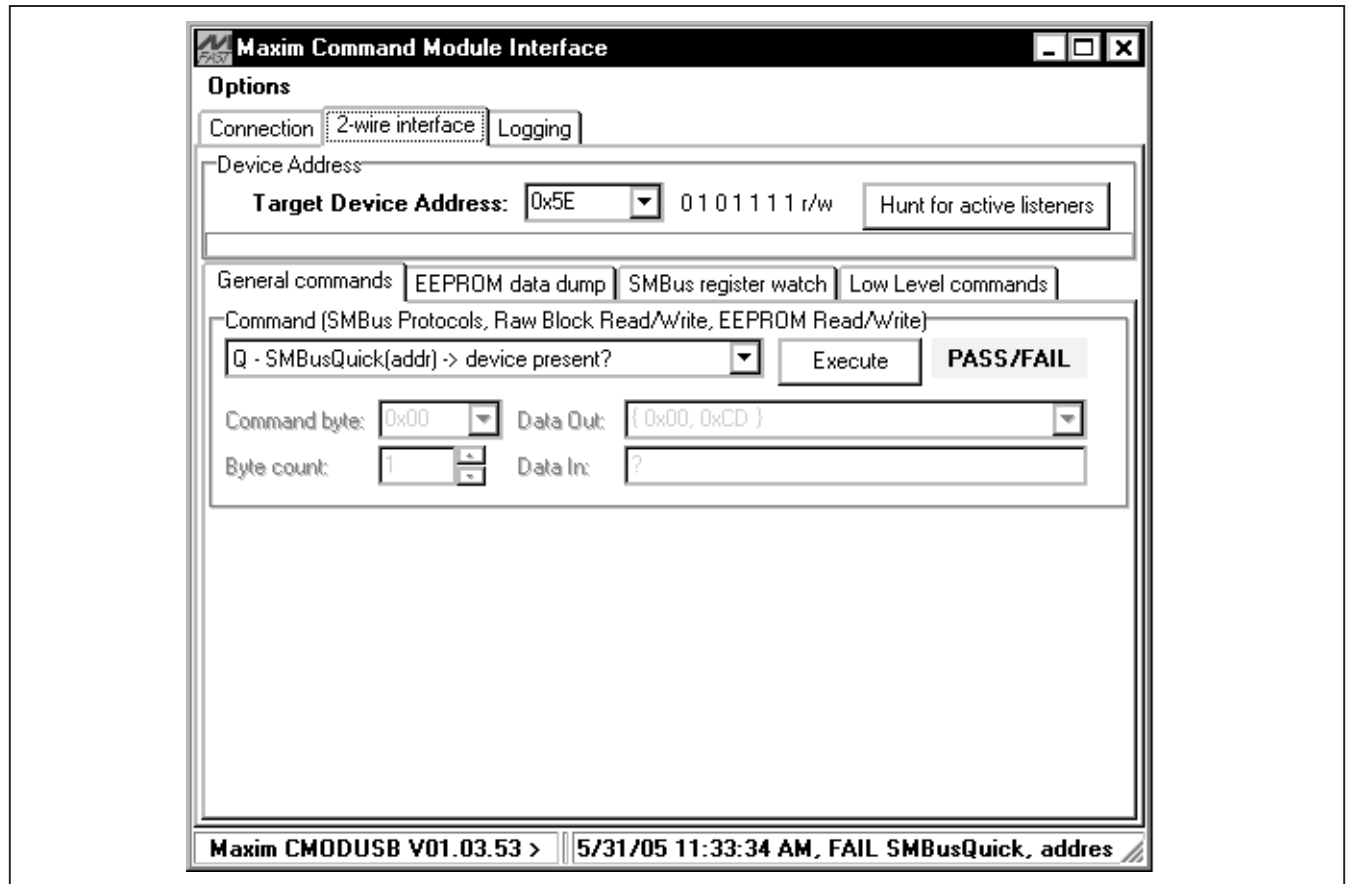 Maxim Command Module Interface
Options
Connection 2-wire interface Logging
Device Address
Target Device Address: 0x5E 0 1 0 1 1 1 1 r/w Hunt for active listeners
General commands EEPROM data dump SMBus register watch Low Level commands
Command (SMBus Protocols, Raw Block Read/Write, EEPROM Read/Write)
Q - SMBusQuick(addr) -> device present? Execute PASS/FAIL
Command byte: 0x00 Data Out: { 0x00, 0xCD }
Byte count: 1 Data In: ?
Maxim CMODUSB V01.03.53 > 5/31/05 11:33:34 AM, FAIL SMBusQuick, addres